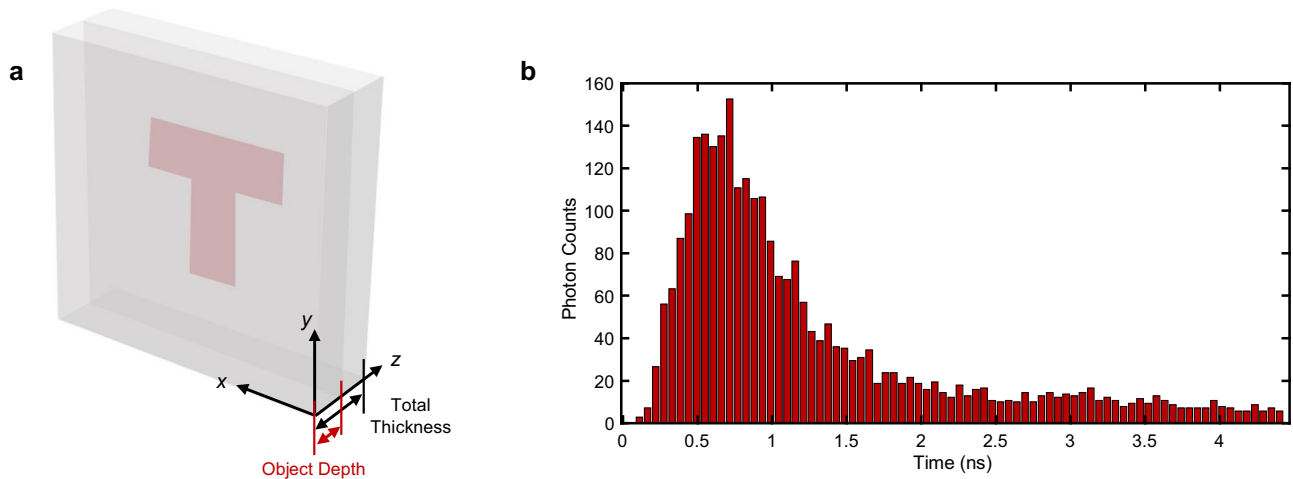 a
T
y
z
x
Total
Thickness
Object Depth
b
160
140
120
100
80
60
40
20
0
Photon Counts
0 0.5 1 1.5 2 2.5 3 3.5 4
Time (ns)